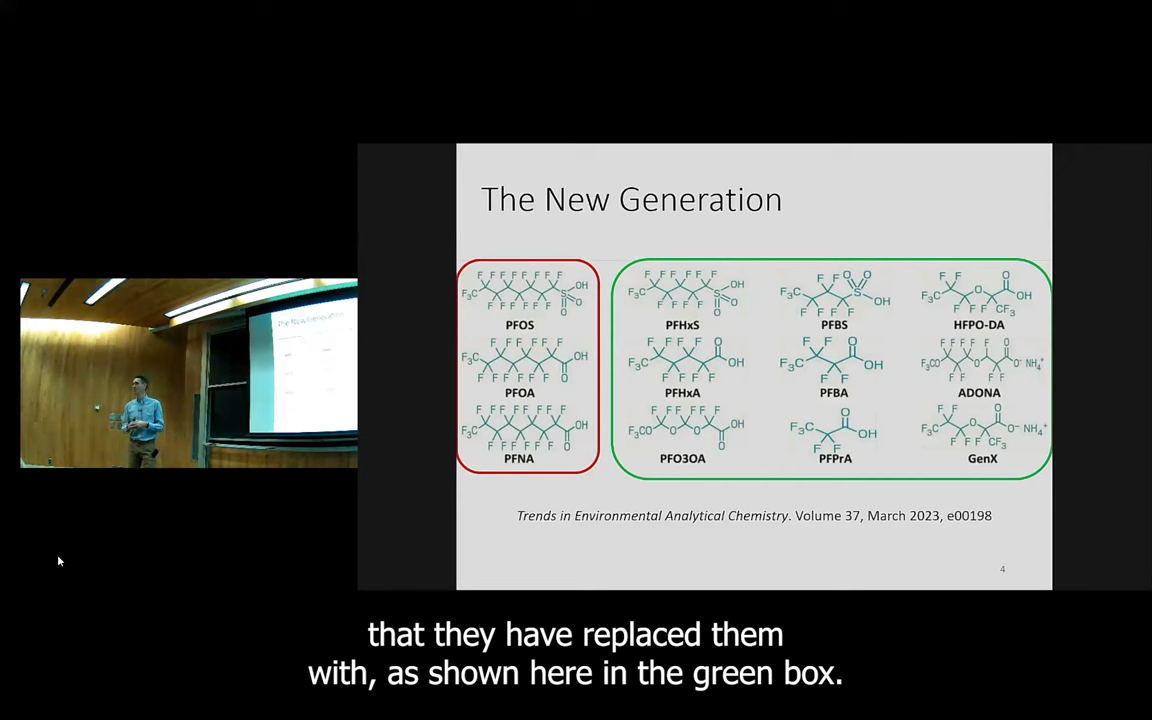 The New Generation
PFOS
PFHxS
PFBS
HFPO-DA
PFOA
PFHxA
PFBA
ADONA
PFNA
PFO3OA
PFPrA
GenX
Trends in Environmental Analytical Chemistry. Volume 37, March 2023, e00198
4
that they have replaced them
with, as shown here in the green box.